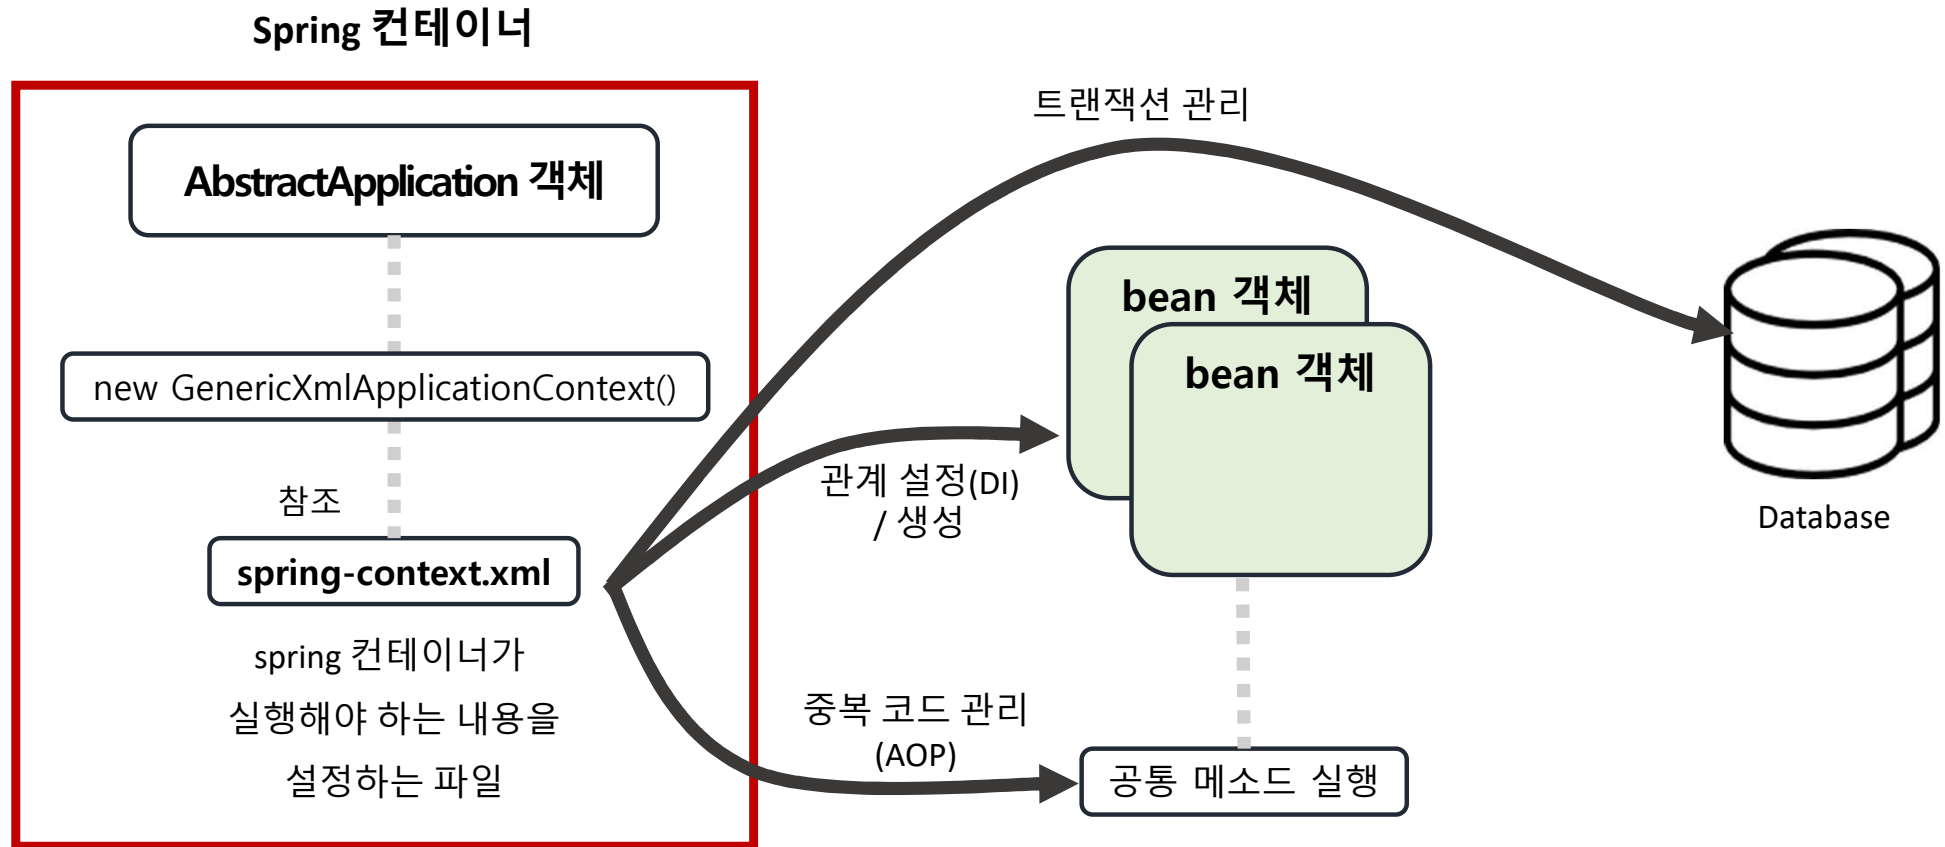 Spring 컨테이너
AbstractApplication 객체
new GenericXmlApplicationContext()
참조
spring-context.xml
spring 컨테이너가
실행해야 하는 내용을
설정하는 파일
트랜잭션 관리
bean 객체
bean 객체
관계 설정(DI)
/ 생성
중복 코드 관리
(AOP)
공통 메소드 실행
Database